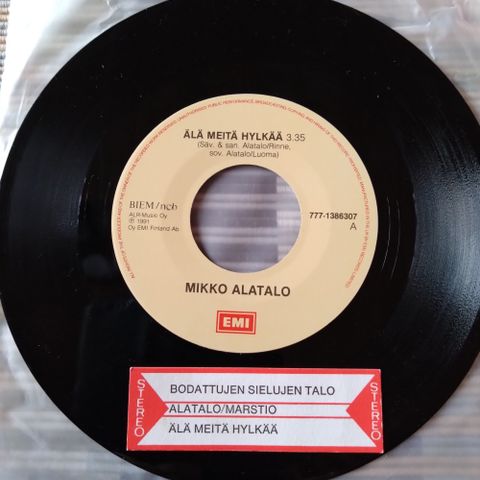 ÄLÄ MEITÄ HYLKÄÄ 3.35
(Säv. & san. Alatalo/Rinne,
sov. Alatalo/Luoma)
BIEM/ncb
ALR-Music Oy
℗ 1991
Oy EMI Finland Ab
777-1386307
A
MIKKO ALATALO
EMI
STEREO
BODATTUJEN SIELUJEN TALO
ALATALO/MARSTIO
ÄLÄ MEITÄ HYLKÄÄ
STEREO